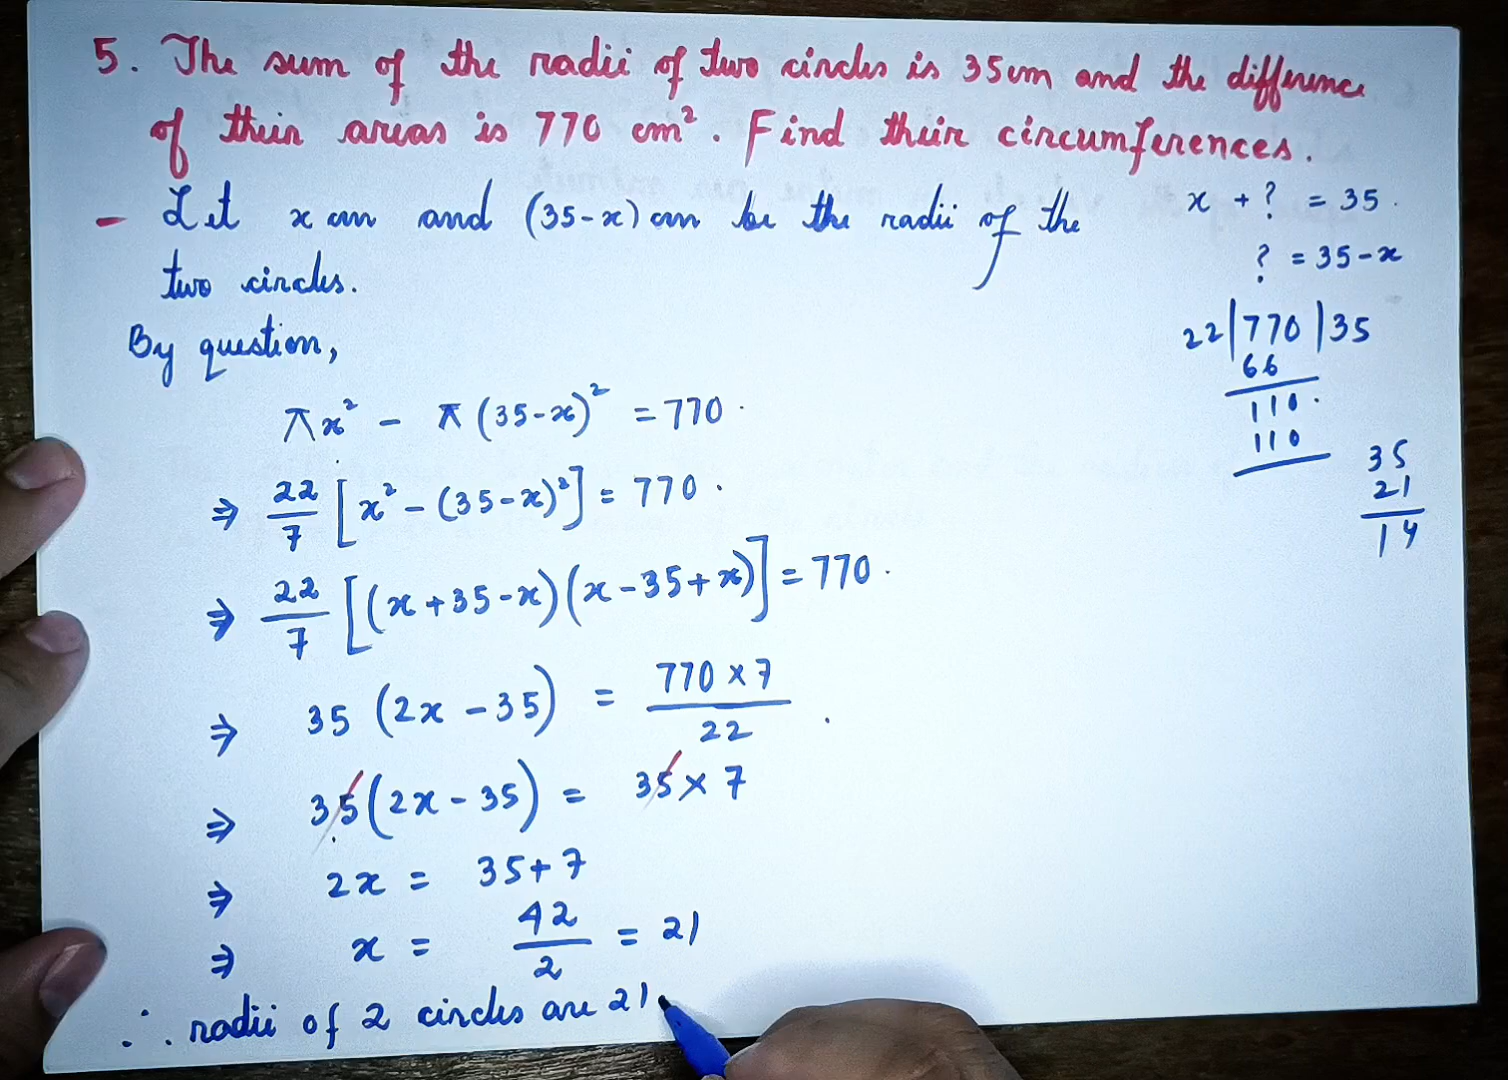 5. The sum of the radii of two circles is 35cm and the difference
of their areas is 770 cm². Find their circumferences.
- Let x cm and (35-x) cm be the radii of the
two circles.
x + ? = 35.
? = 35-x
By question,
22|770|35
66
110.
110
πx² - π(35-x)² = 770.
35
21
14
⇒ 22/7 [x² - (35-x)²] = 770.
⇒ 22/7 [(x+35-x)(x-35+x)] = 770.
⇒ 35 (2x - 35) = 770 × 7 / 22.
⇒ 35(2x - 35) = 35 × 7
⇒ 2x = 35+7
⇒ x = 42/2 = 21
∴ radii of 2 circles are 21